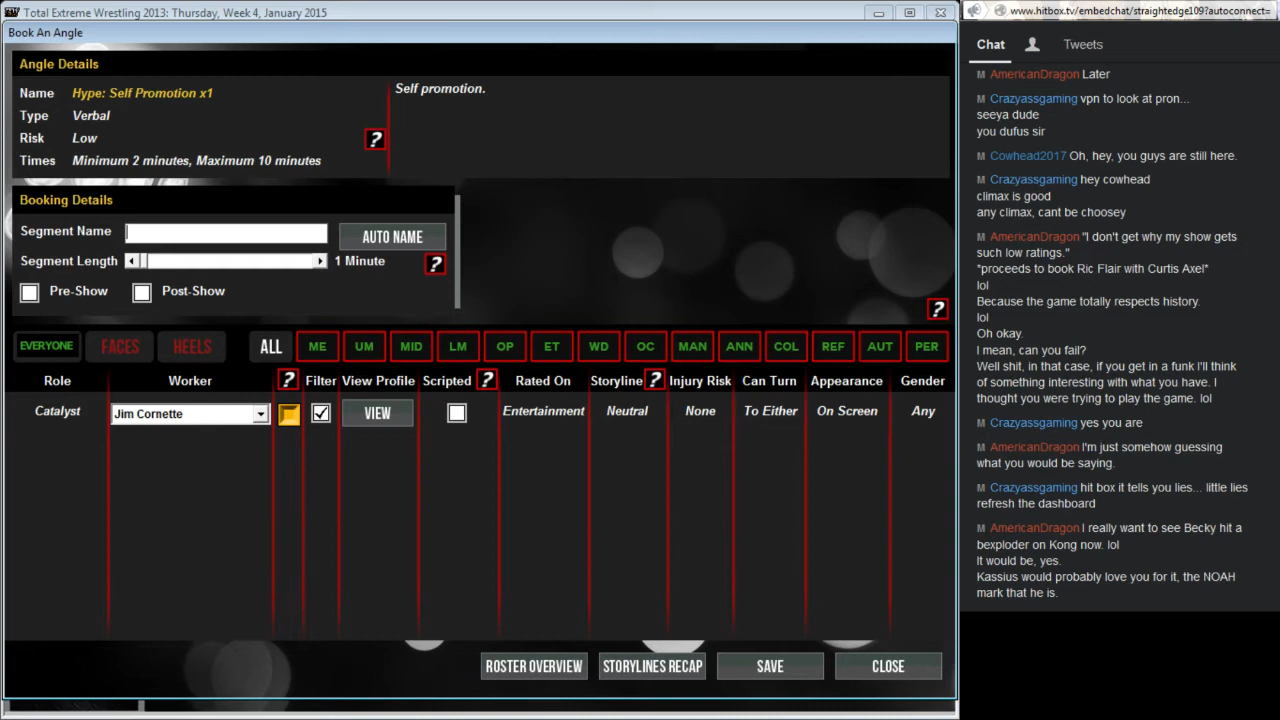 Total Extreme Wrestling 2013: Thursday, Week 4, January 2015
Book An Angle
Angle Details
Name Hype: Self Promotion x1
Type Verbal
Risk Low
?
Times Minimum 2 minutes, Maximum 10 minutes
Self promotion.
Booking Details
Segment Name AUTO NAME
Segment Length 1 Minute ?
Pre-Show Post-Show
?
EVERYONE FACES HEELS ALL ME UM MID LM OP ET WD OC MAN ANN COL REF AUT PER
Role Worker ? Filter View Profile Scripted ? Rated On Storyline ? Injury Risk Can Turn Appearance Gender
Catalyst Jim Cornette VIEW Entertainment Neutral None To Either On Screen Any
ROSTER OVERVIEW STORYLINES RECAP SAVE CLOSE
www.hitbox.tv/embedchat/straightedge109?autoconnect=
Chat Tweets
M AmericanDragon Later
M Crazyassgaming vpn to look at pron...
seeya dude
you dufus sir
M Cowhead2017 Oh, hey, you guys are still here.
M Crazyassgaming hey cowhead
climax is good
any climax, cant be choosey
M AmericanDragon "I don't get why my show gets
such low ratings."
*proceeds to book Ric Flair with Curtis Axel*
lol
Because the game totally respects history.
lol
Oh okay.
I mean, can you fail?
Well shit, in that case, if you get in a funk I'll think
of something interesting with what you have. I
thought you were trying to play the game. lol
M Crazyassgaming yes you are
M AmericanDragon I'm just somehow guessing
what you would be saying.
M Crazyassgaming hit box it tells you lies... little lies
refresh the dashboard
M AmericanDragon I really want to see Becky hit a
bexploder on Kong now. lol
It would be, yes.
Kassius would probably love you for it, the NOAH
mark that he is.